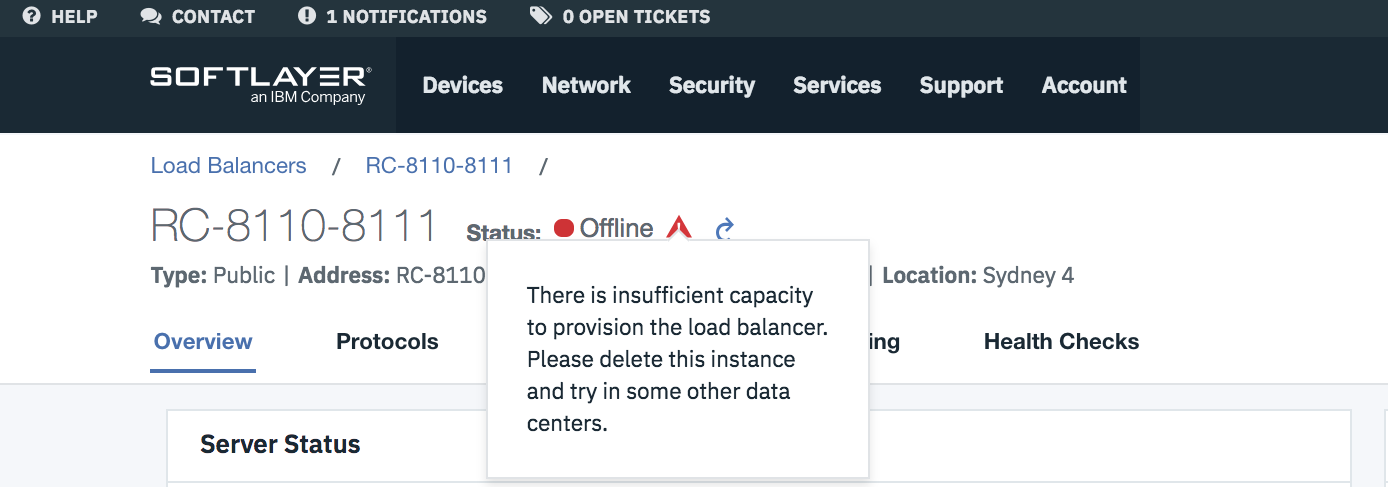 HELP CONTACT 1 NOTIFICATIONS 0 OPEN TICKETS
SOFTLAYER®
an IBM Company
Devices Network Security Services Support Account
Load Balancers / RC-8110-8111 /
RC-8110-8111 Status: Offline
Type: Public | Address: RC-8110 | Location: Sydney 4
Overview Protocols ing Health Checks
There is insufficient capacity
to provision the load balancer.
Please delete this instance
and try in some other data
centers.
Server Status